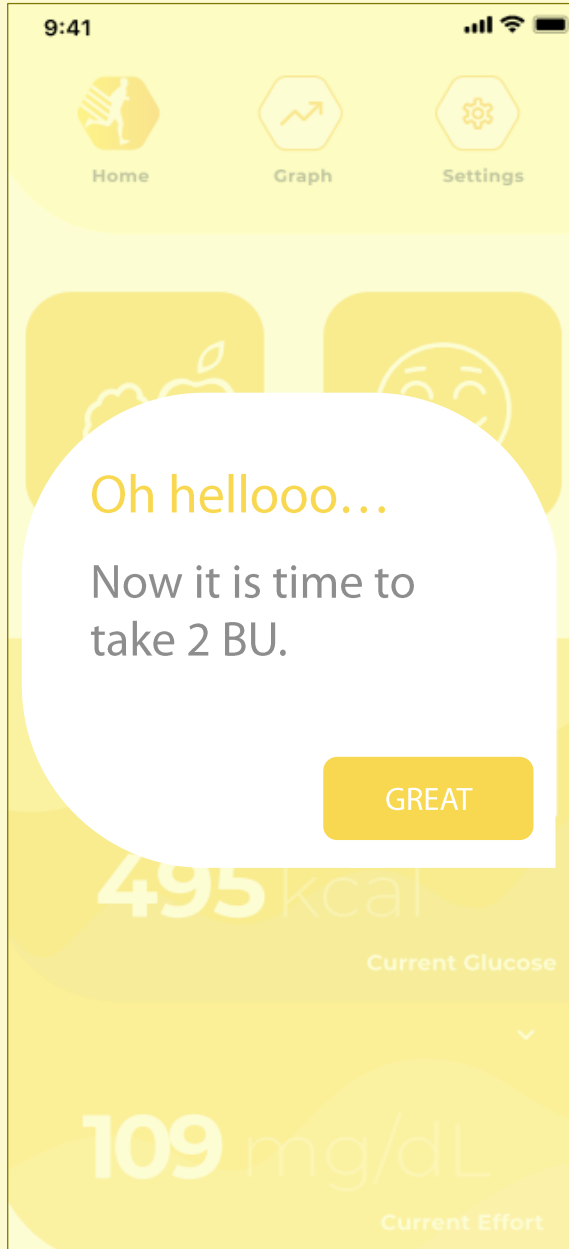 9:41
Home Graph Settings
Oh hellooo...
Now it is time to
take 2 BU.
GREAT
495 kcal
Current Glucose
109 mg/dL
Current Effort